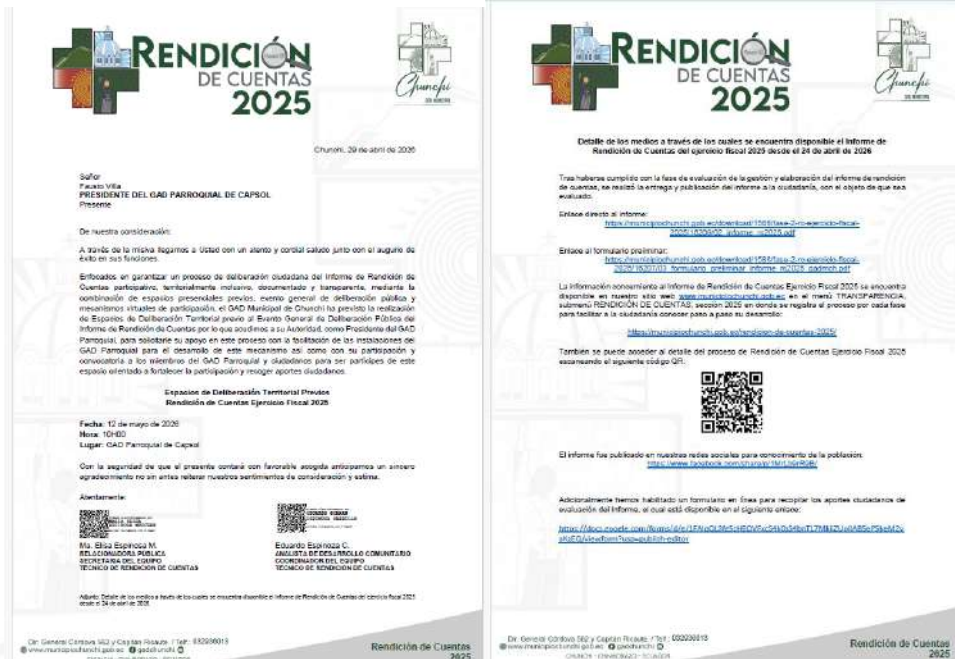 RENDICIÓN
DE CUENTAS
2025
Chunchi
Chunchi, 29 de abril de 2026
Señor
Fausto Villa
PRESIDENTE DEL GAD PARROQUIAL DE CAPSOL
Presente
De nuestra consideración:
A través de la misiva llegamos a Usted con un atento y cordial saludo junto con el augurio de
éxito en sus funciones.
Enfocados en garantizar un proceso de deliberación ciudadana del Informe de Rendición de
Cuentas participativo, territorialmente inclusivo, documentado y transparente, mediante la
combinación de espacios presenciales previos, evento general de deliberación pública y
mecanismos virtuales de participación, el GAD Municipal de Chunchi ha previsto la realización
de Espacios de Deliberación Territorial previo al Evento General de Deliberación Pública del
Informe de Rendición de Cuentas por lo que acudimos a su Autoridad, como Presidente del GAD
Parroquial, para solicitarle su apoyo en este proceso con la facilitación de las instalaciones del
GAD Parroquial para el desarrollo de este mecanismo así como con su participación y
convocatoria a los miembros del GAD Parroquial y ciudadanos para ser partícipes de este
espacio orientado a fortalecer la participación y recoger aportes ciudadanos.
Espacios de Deliberación Territorial Previos
Rendición de Cuentas Ejercicio Fiscal 2025
Fecha: 12 de mayo de 2026
Hora: 10H00
Lugar: GAD Parroquial de Capsol
Con la seguridad de que el presente contará con favorable acogida anticipamos un sincero
agradecimiento no sin antes reiterar nuestros sentimientos de consideración y estima.
Atentamente:
Ma. Elisa Espinosa M.
RELACIONADORA PÚBLICA
SECRETARIA DEL EQUIPO
TÉCNICO DE RENDICIÓN DE CUENTAS
Eduardo Espinoza C.
ANALISTA DE DESARROLLO COMUNITARIO
COORDINADOR DEL EQUIPO
TÉCNICO DE RENDICIÓN DE CUENTAS
Adjunto: Detalle de los medios a través de los cuales se encuentra disponible el Informe de Rendición de Cuentas del ejercicio fiscal 2025
desde el 24 de abril de 2026.
Dir: General Córdova 562 y Capitán Ricaute. / Telf.: 032936018
www.municipiochunchi.gob.ec gadchunchi
CHUNCHI - CHIMBORAZO - ECUADOR
Rendición de Cuentas
2025
RENDICIÓN
DE CUENTAS
2025
Chunchi
Detalle de los medios a través de los cuales se encuentra disponible el Informe de
Rendición de Cuentas del ejercicio fiscal 2025 desde el 24 de abril de 2026
Tras haberse cumplido con la fase de evaluación de la gestión y elaboración del informe de rendición
de cuentas, se realizó la entrega y publicación del informe a la ciudadanía, con el objeto de que sea
evaluado.
Enlace directo al informe:
Enlace al formulario preliminar:
La información concerniente al Informe de Rendición de Cuentas Ejercicio Fiscal 2025 se encuentra
disponible en nuestro sitio web www.municipiochunchi.gob.ec en el menú TRANSPARENCIA,
submenú RENDICIÓN DE CUENTAS, sección 2025 en donde se registra el proceso por cada fase
para facilitar a la ciudadanía conocer paso a paso su desarrollo:
https://municipiochunchi.gob.ec/rendicion-de-cuentas-2025/
También se puede acceder al detalle del proceso de Rendición de Cuentas Ejercicio Fiscal 2025
escaneando el siguiente código QR:
El informe fue publicado en nuestras redes sociales para conocimiento de la población:
Adicionalmente hemos habilitado un formulario en línea para recopilar los aportes ciudadanos de
evaluación del Informe, el cual está disponible en el siguiente enlace:
Dir: General Córdova 562 y Capitán Ricaute. / Telf.: 032936018
www.municipiochunchi.gob.ec gadchunchi
CHUNCHI - CHIMBORAZO - ECUADOR
Rendición de Cuentas
2025